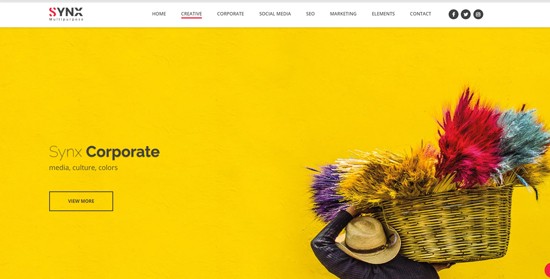 SYNX
Multipurpose
HOME CREATIVE CORPORATE SOCIAL MEDIA SEO MARKETING ELEMENTS CONTACT
Synx Corporate
media, culture, colors
VIEW MORE